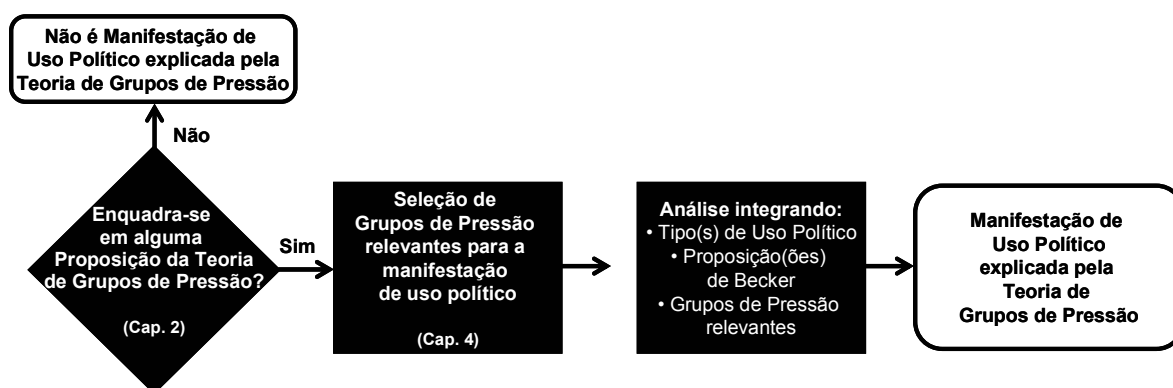 Não é Manifestação de
Uso Político explicada pela
Teoria de Grupos de Pressão
Não
Enquadra-se
em alguma
Proposição da Teoria
de Grupos de Pressão?
(Cap. 2)
Sim
Seleção de
Grupos de Pressão
relevantes para a
manifestação
de uso político
(Cap. 4)
Análise integrando:
• Tipo(s) de Uso Político
• Proposição(ões)
de Becker
• Grupos de Pressão
relevantes
Manifestação de
Uso Político
explicada pela
Teoria de
Grupos de Pressão